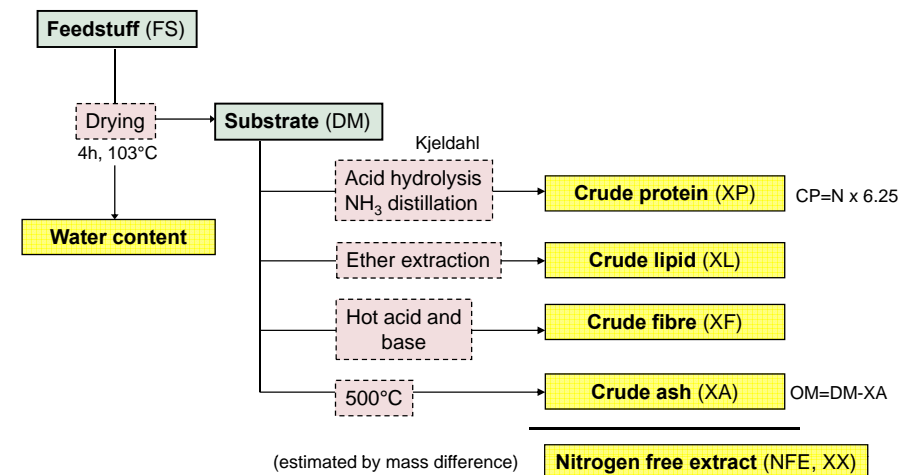 Feedstuff (FS)
Drying
4h, 103°C
Water content
Substrate (DM)
Kjeldahl
Acid hydrolysis
NH₃ distillation
Crude protein (XP)
CP=N x 6.25
Ether extraction
Crude lipid (XL)
Hot acid and
base
Crude fibre (XF)
500°C
Crude ash (XA)
OM=DM-XA
(estimated by mass difference)
Nitrogen free extract (NFE, XX)